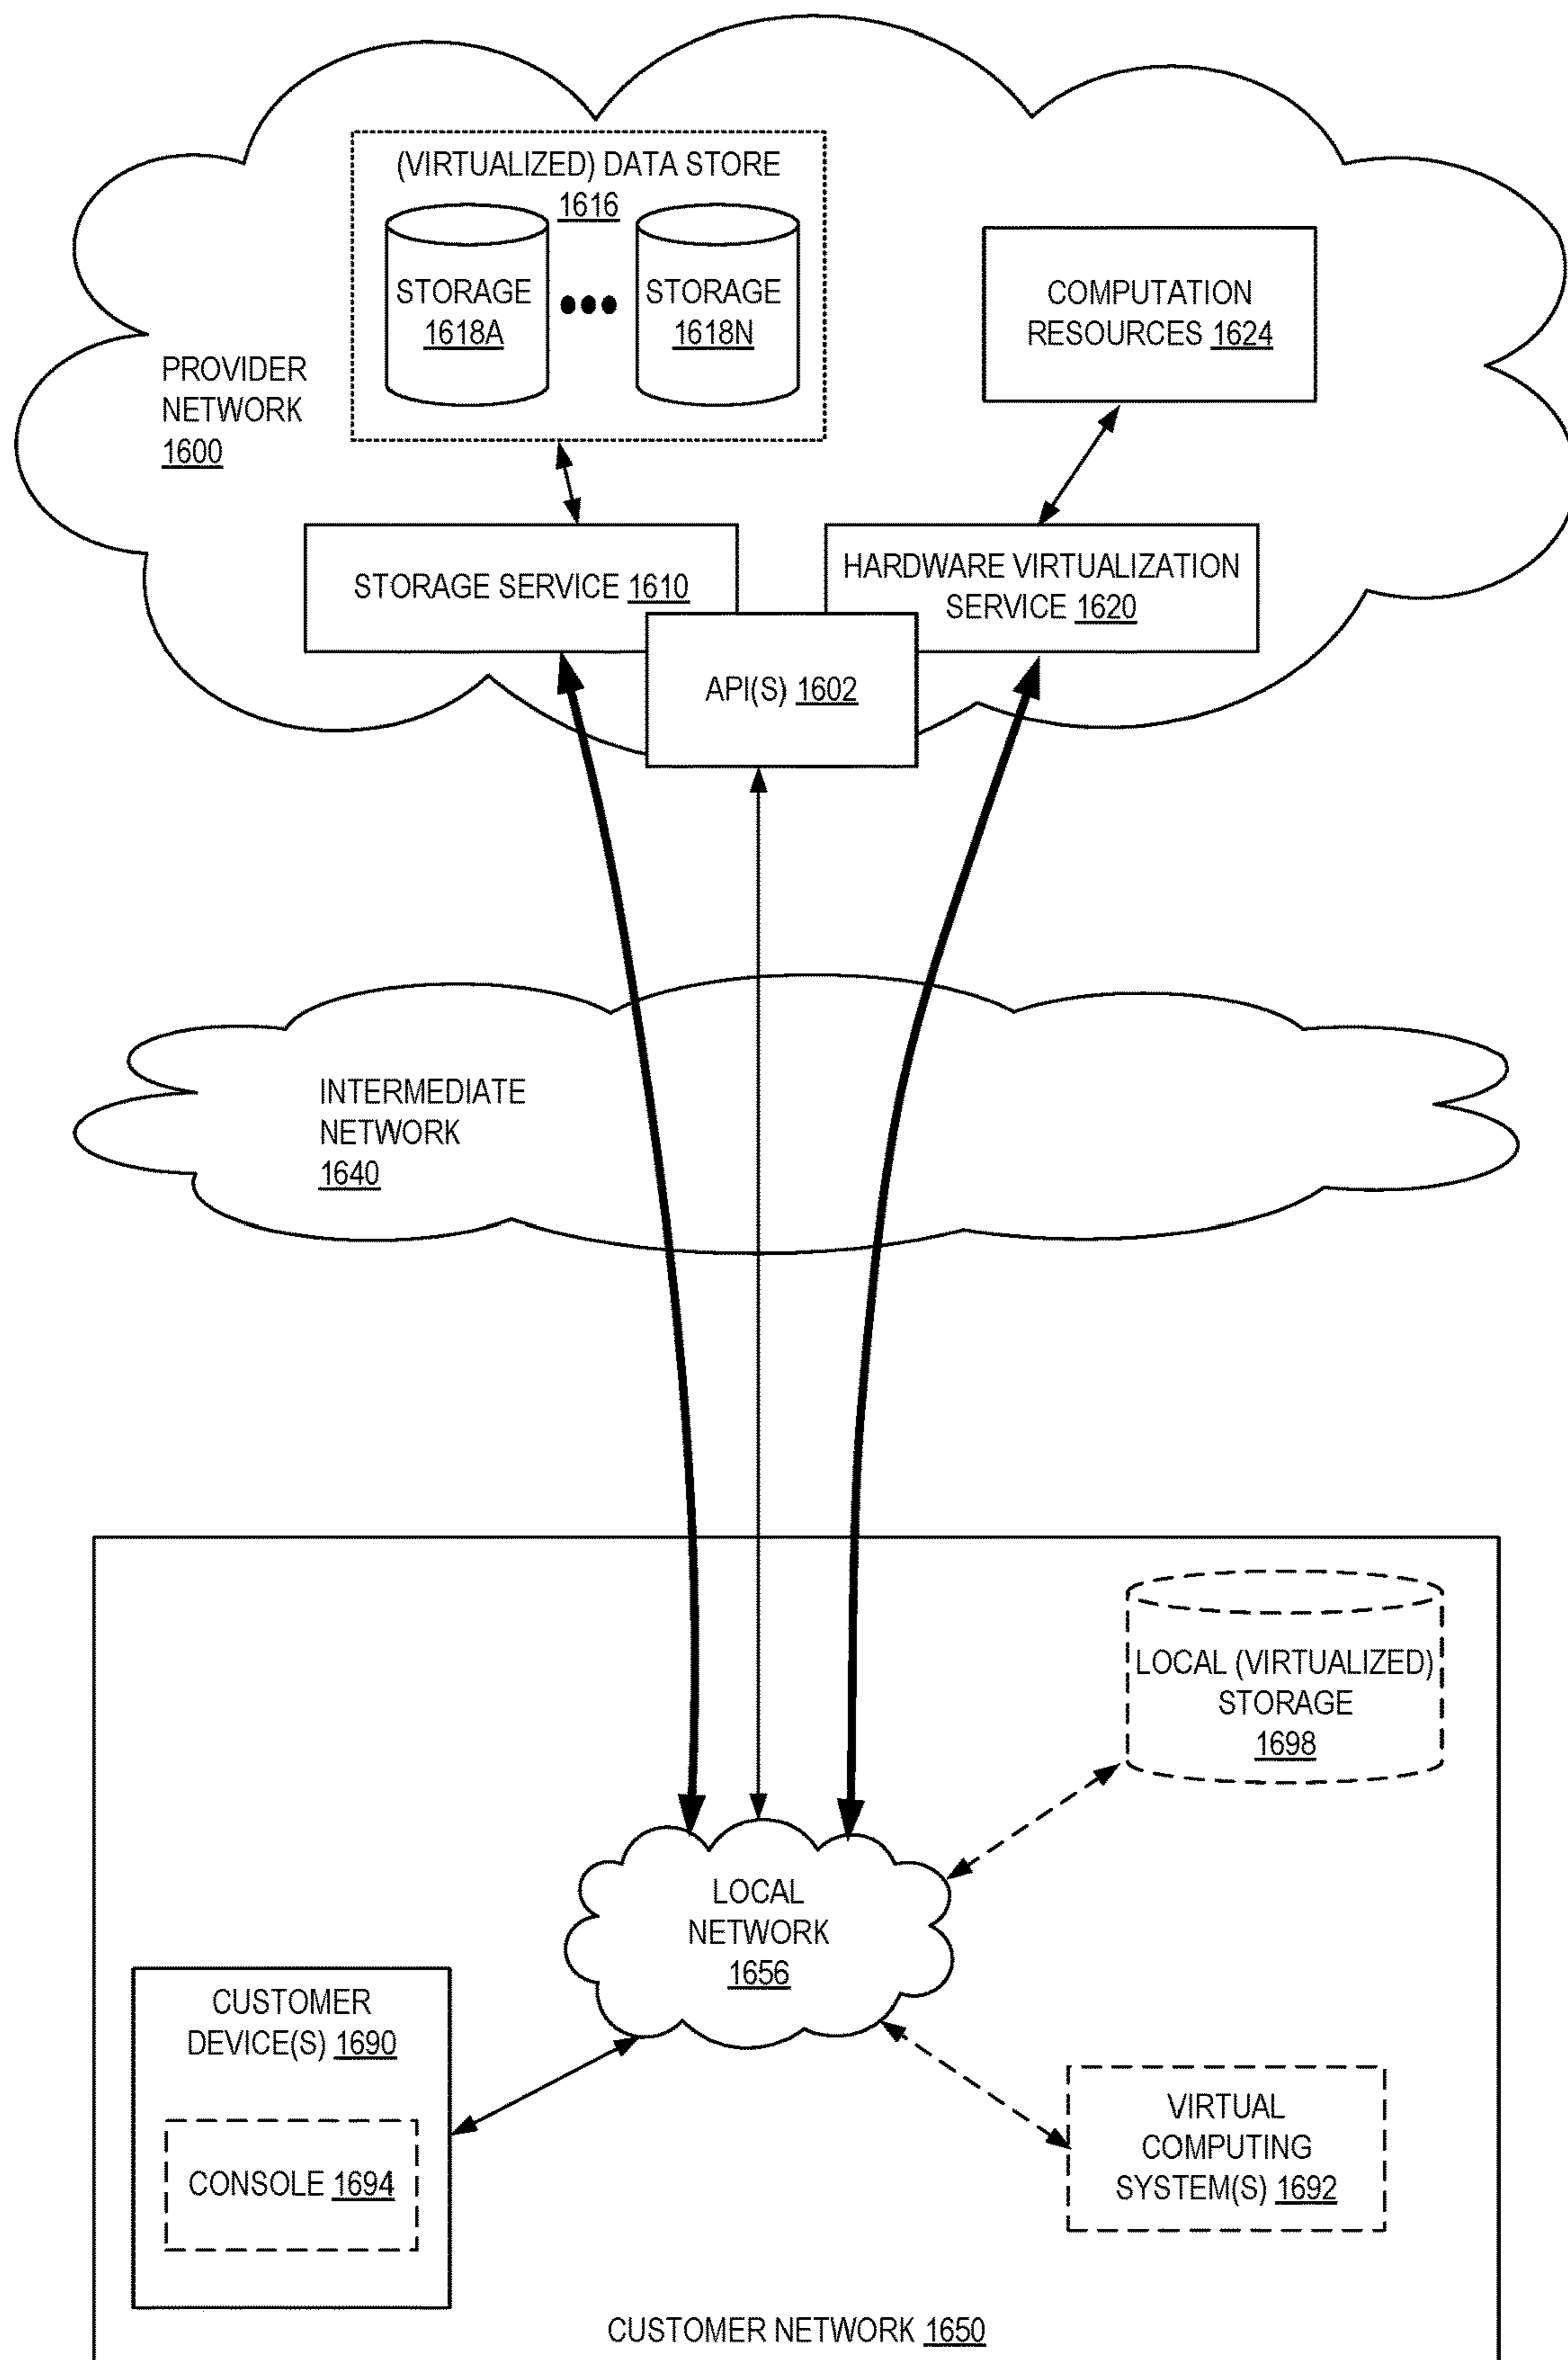 (VIRTUALIZED) DATA STORE
1616
STORAGE
1618A
STORAGE
1618N
COMPUTATION
RESOURCES 1624
PROVIDER
NETWORK
1600
STORAGE SERVICE 1610
HARDWARE VIRTUALIZATION
SERVICE 1620
API(S) 1602
INTERMEDIATE
NETWORK
1640
LOCAL (VIRTUALIZED)
STORAGE
1698
LOCAL
NETWORK
1656
CUSTOMER
DEVICE(S) 1690
CONSOLE 1694
VIRTUAL
COMPUTING
SYSTEM(S) 1692
CUSTOMER NETWORK 1650